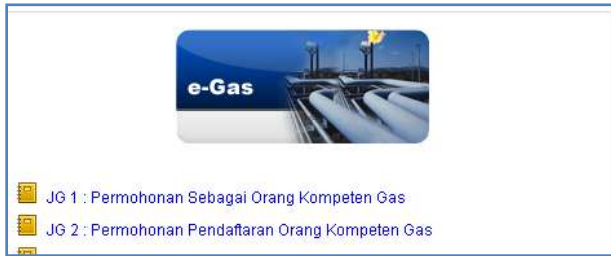 e-Gas
JG 1 : Permohonan Sebagai Orang Kompeten Gas
JG 2 : Permohonan Pendaftaran Orang Kompeten Gas